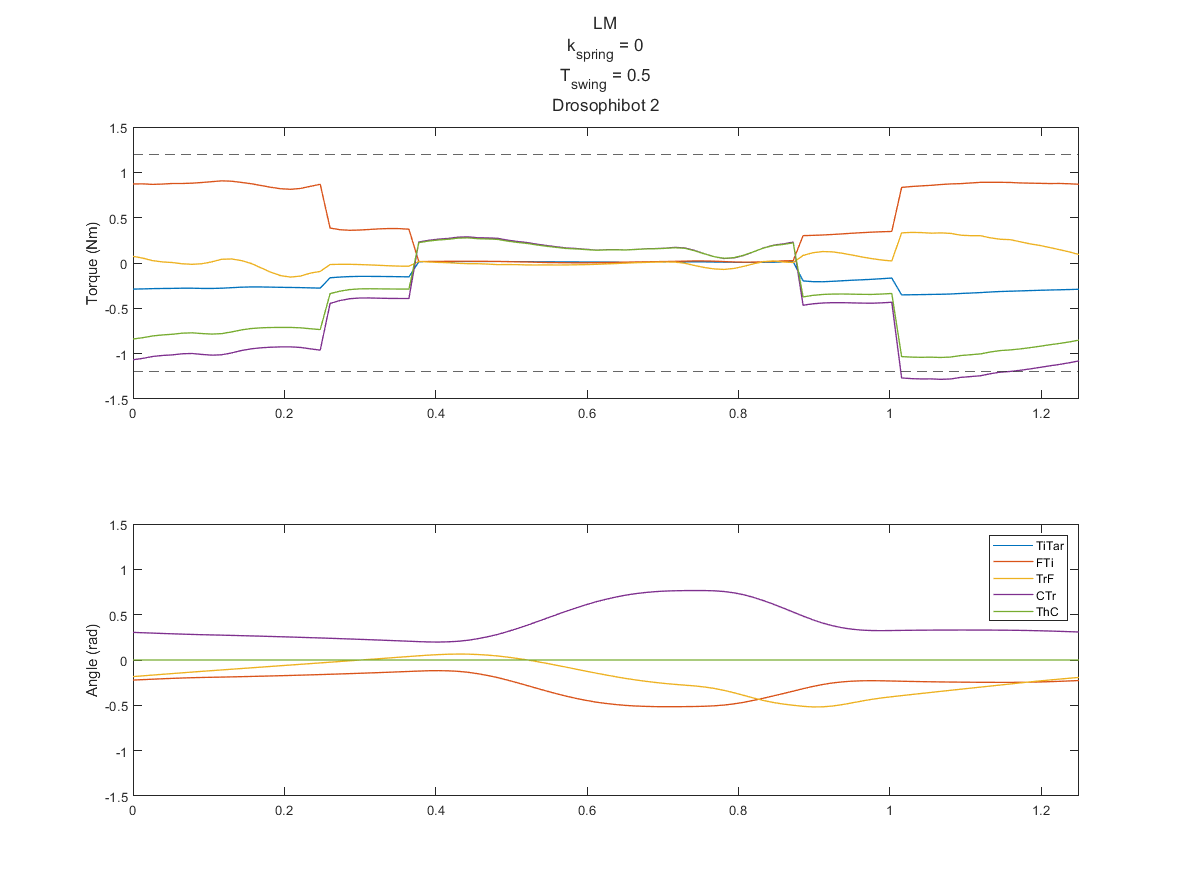 LM
k_spring = 0
T_swing = 0.5
Drosophibot 2
1.5
1
0.5
0
-0.5
-1
-1.5
Torque (Nm)
0 0.2 0.4 0.6 0.8 1 1.2
1.5
1
0.5
0
-0.5
-1
-1.5
Angle (rad)
TiTar
FTi
TrF
CTr
ThC
0 0.2 0.4 0.6 0.8 1 1.2